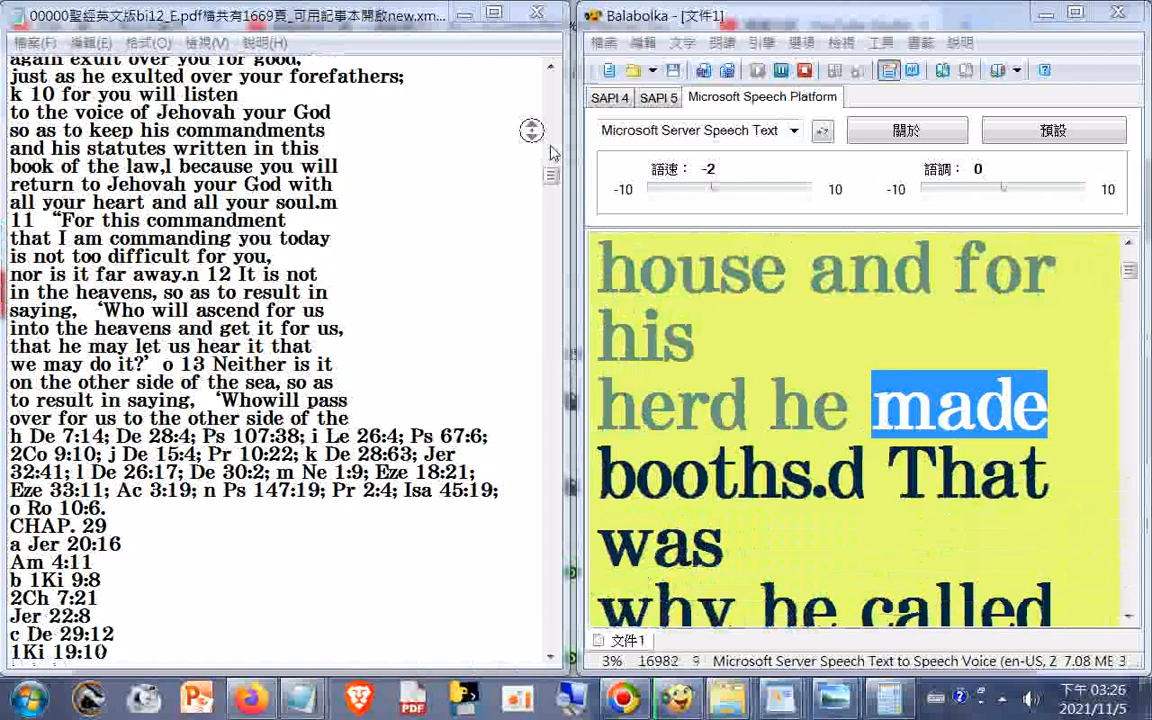 00000聖經英文版bi12_E.pdf檔共有1669頁_可用記事本開啟new.xm...
檔案(F) 編輯(E) 格式(O) 檢視(V) 說明(H)
again exult over you for good,
just as he exulted over your forefathers;
k 10 for you will listen
to the voice of Jehovah your God
so as to keep his commandments
and his statutes written in this
book of the law,l because you will
return to Jehovah your God with
all your heart and all your soul.m
11 “For this commandment
that I am commanding you today
is not too difficult for you,
nor is it far away.n 12 It is not
in the heavens, so as to result in
saying, ‘Who will ascend for us
into the heavens and get it for us,
that he may let us hear it that
we may do it?’ o 13 Neither is it
on the other side of the sea, so as
to result in saying, ‘Whowill pass
over for us to the other side of the
h De 7:14; De 28:4; Ps 107:38; i Le 26:4; Ps 67:6;
2Co 9:10; j De 15:4; Pr 10:22; k De 28:63; Jer
32:41; l De 26:17; De 30:2; m Ne 1:9; Eze 18:21;
Eze 33:11; Ac 3:19; n Ps 147:19; Pr 2:4; Isa 45:19;
o Ro 10:6.
CHAP. 29
a Jer 20:16
Am 4:11
b 1Ki 9:8
2Ch 7:21
Jer 22:8
c De 29:12
1Ki 19:10
Balabolka - [文件1]
檔案 編輯 文字 朗讀 引擎 選項 檢視 工具 書籤 說明
SAPI 4 SAPI 5 Microsoft Speech Platform
Microsoft Server Speech Text
關於 預設
語速： -2 語調： 0
-10 10 -10 10
house and for
his
herd he made
booths.d That
was
why he called
文件1
3% 16982 9 Microsoft Server Speech Text to Speech Voice (en-US, Z 7.08 ME 3
PDF
下午 03:26
2021/11/5